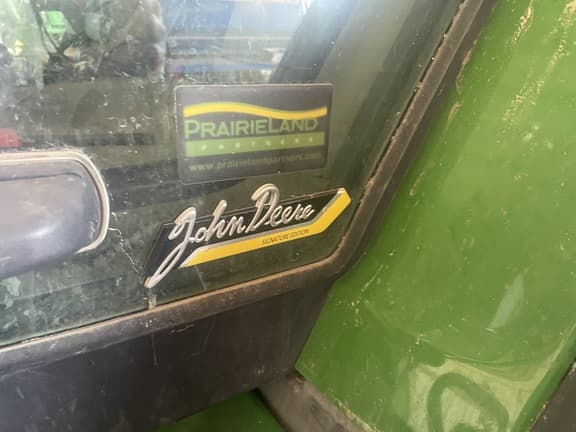 PRAIRIELAND
PARTNERS
www.prairielandpartners.com
John Deere
SIGNATURE EDITION